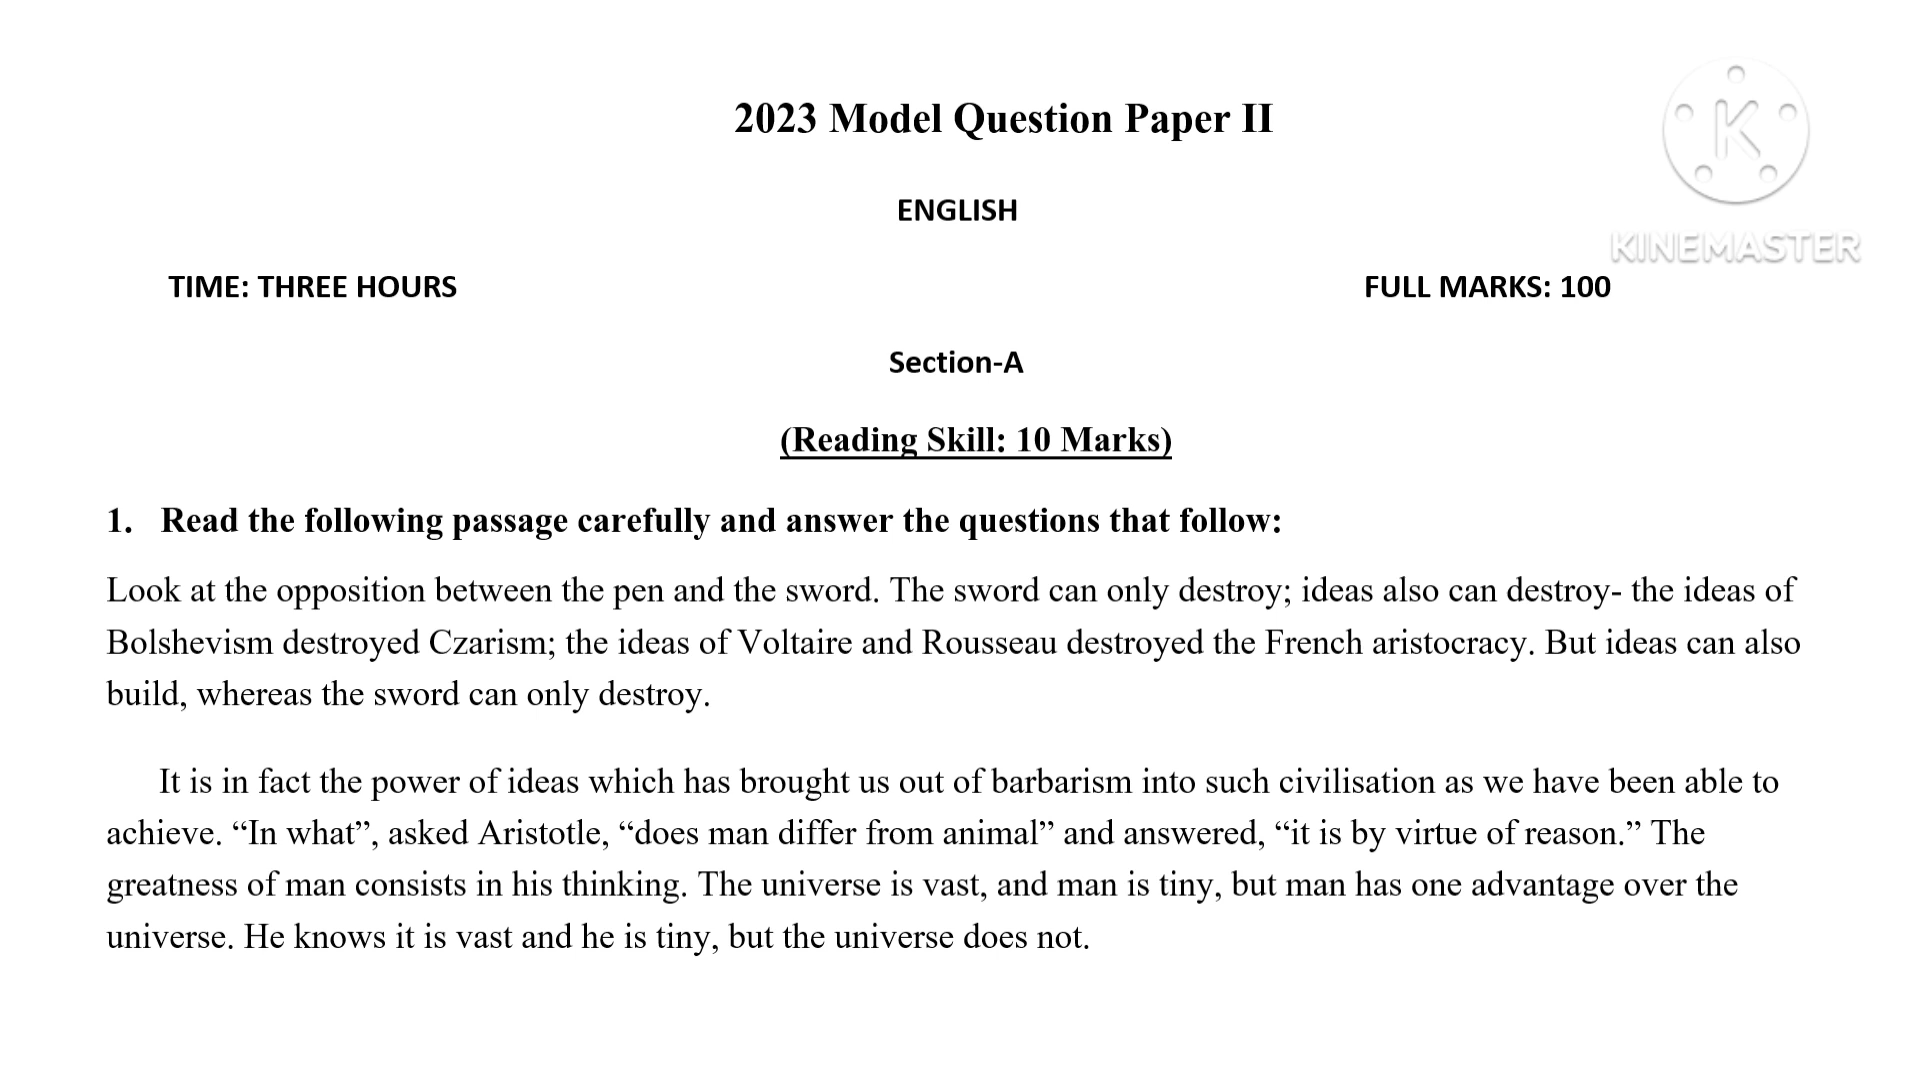 2023 Model Question Paper II
K
ENGLISH
KINEMASTER
TIME: THREE HOURS FULL MARKS: 100
Section-A
(Reading Skill: 10 Marks)
1. Read the following passage carefully and answer the questions that follow:
Look at the opposition between the pen and the sword. The sword can only destroy; ideas also can destroy- the ideas of
Bolshevism destroyed Czarism; the ideas of Voltaire and Rousseau destroyed the French aristocracy. But ideas can also
build, whereas the sword can only destroy.
It is in fact the power of ideas which has brought us out of barbarism into such civilisation as we have been able to
achieve. “In what”, asked Aristotle, “does man differ from animal” and answered, “it is by virtue of reason.” The
greatness of man consists in his thinking. The universe is vast, and man is tiny, but man has one advantage over the
universe. He knows it is vast and he is tiny, but the universe does not.